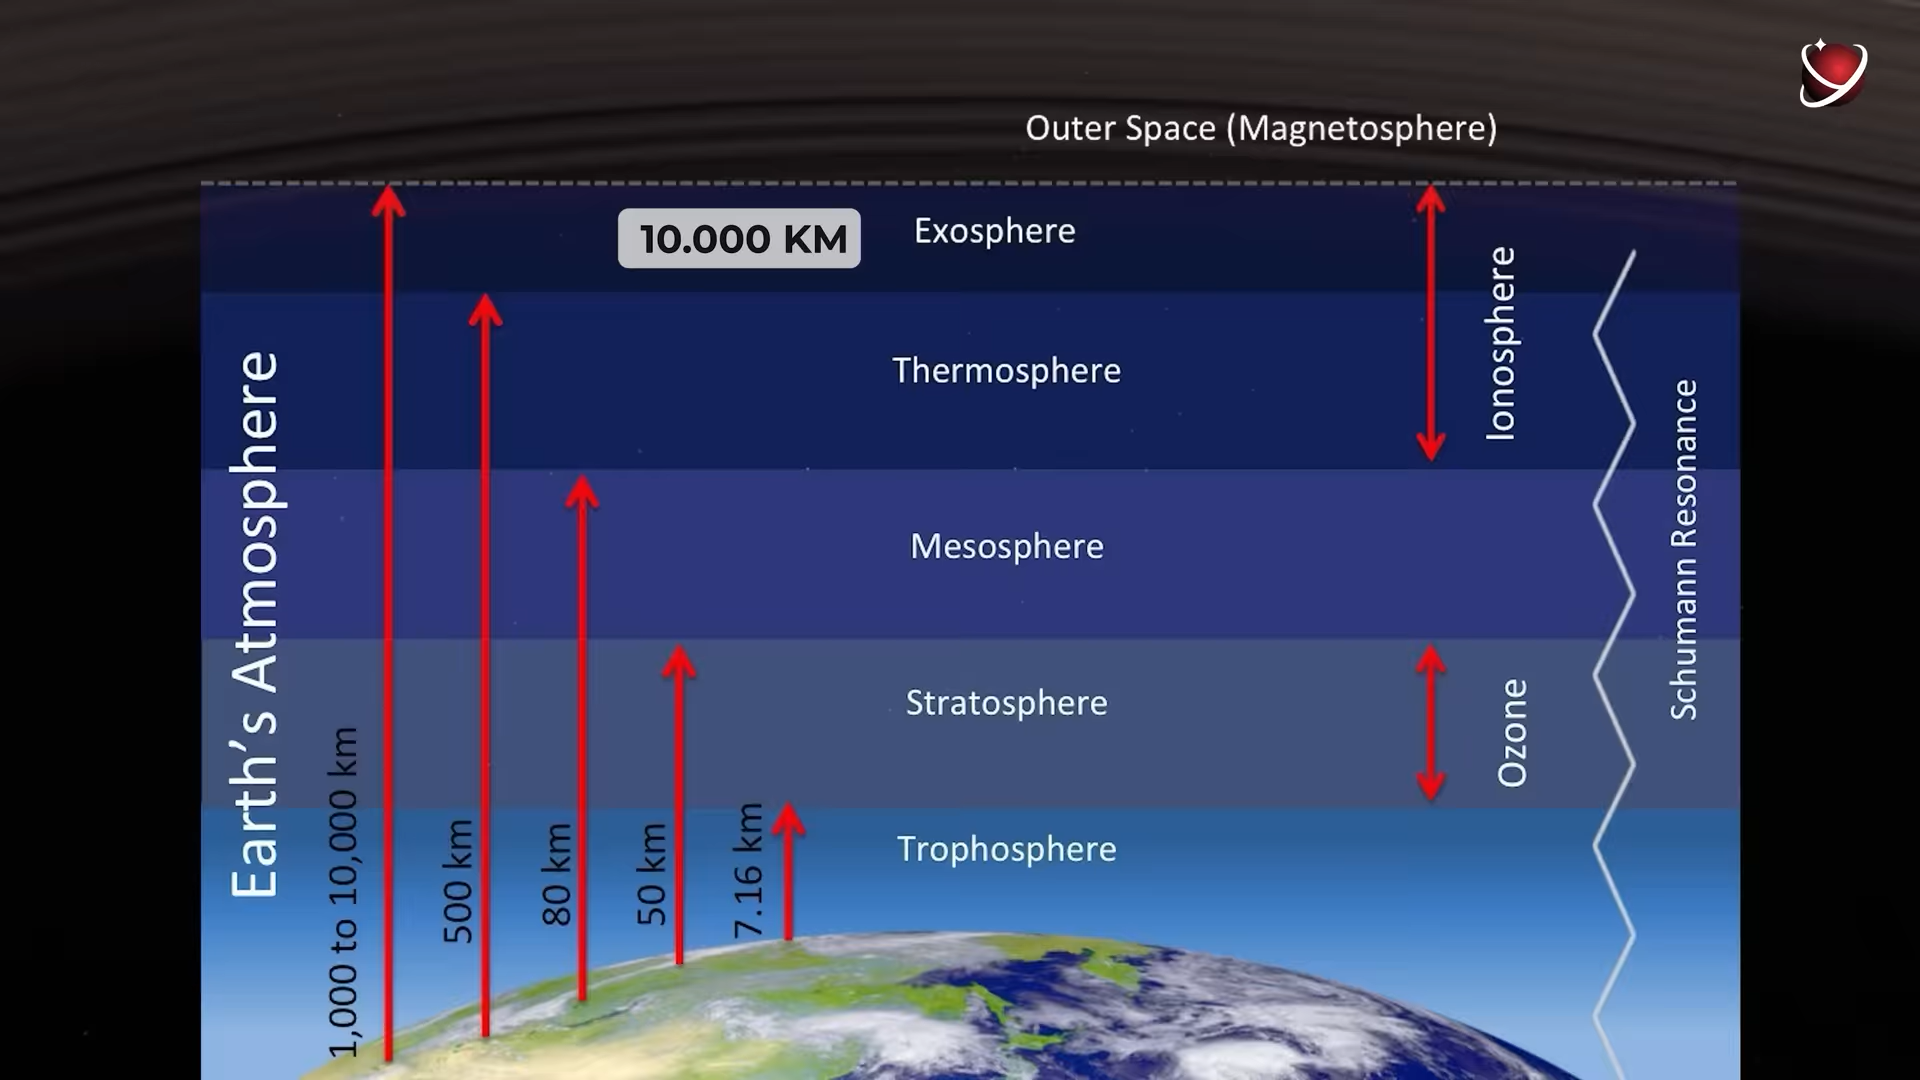 Outer Space (Magnetosphere)
10.000 KM
Exosphere
Thermosphere
Mesosphere
Stratosphere
Trophosphere
Earth's Atmosphere
1,000 to 10,000 km
500 km
80 km
50 km
7.16 km
Ionosphere
Ozone
Schumann Resonance